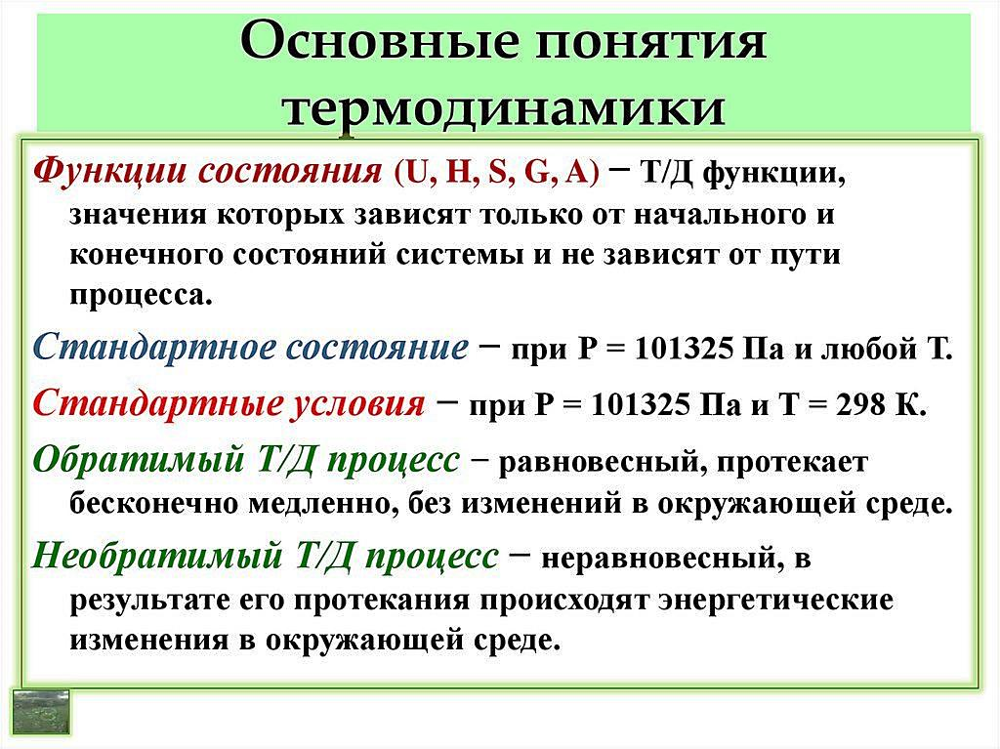 Основные понятия
термодинамики
Функции состояния (U, H, S, G, A) − Т/Д функции,
значения которых зависят только от начального и
конечного состояний системы и не зависят от пути
процесса.
Стандартное состояние − при Р = 101325 Па и любой Т.
Стандартные условия − при Р = 101325 Па и Т = 298 К.
Обратимый Т/Д процесс − равновесный, протекает
бесконечно медленно, без изменений в окружающей среде.
Необратимый Т/Д процесс − неравновесный, в
результате его протекания происходят энергетические
изменения в окружающей среде.